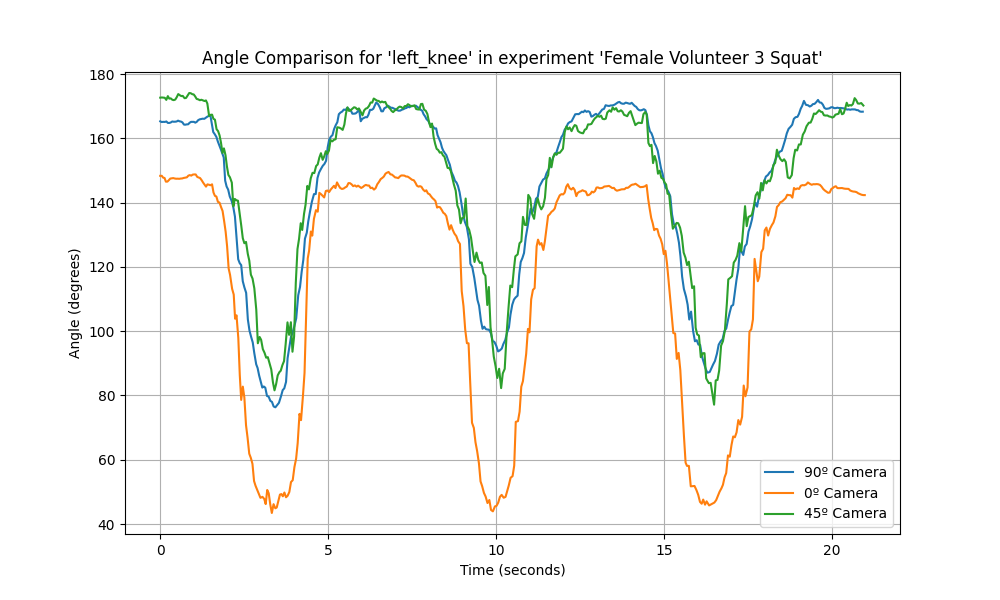 Angle Comparison for 'left_knee' in experiment 'Female Volunteer 3 Squat'
180
160
140
120
100
80
60
40
Angle (degrees)
90º Camera
0º Camera
45º Camera
0 5 10 15 20
Time (seconds)